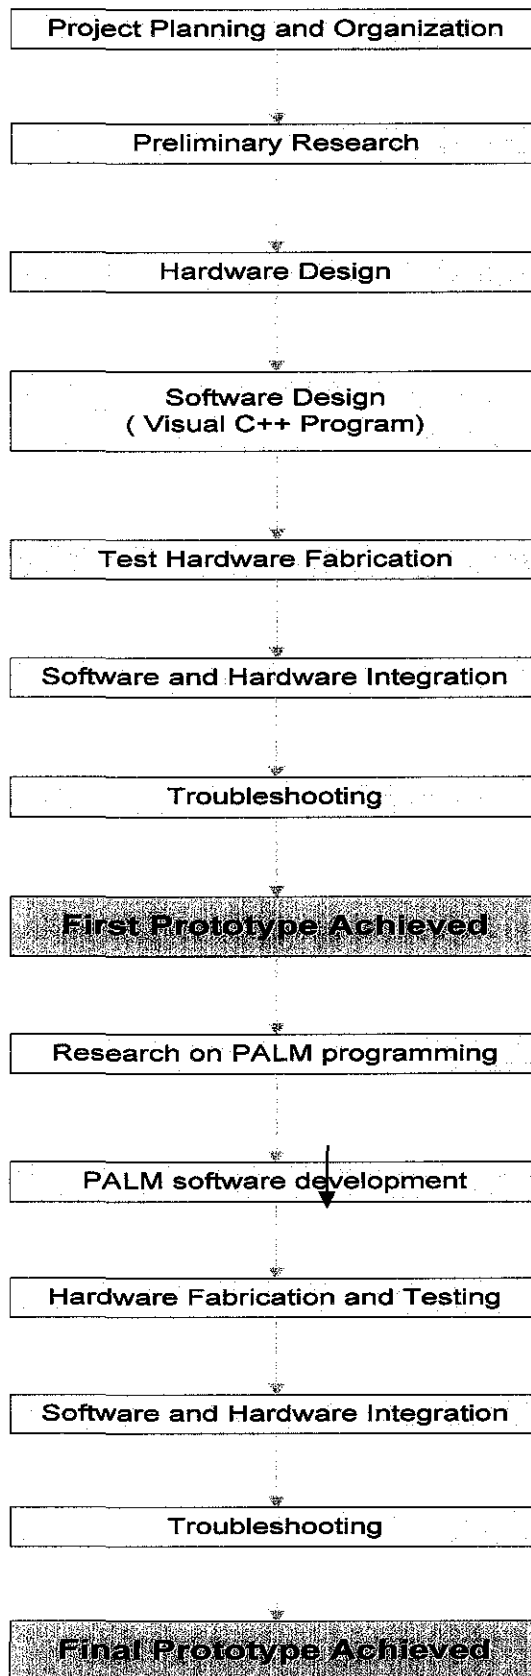 Project Planning and Organization
Preliminary Research
Hardware Design
Software Design
( Visual C++ Program)
Test Hardware Fabrication
Software and Hardware Integration
Troubleshooting
First Prototype Achieved
Research on PALM programming
PALM software development
Hardware Fabrication and Testing
Software and Hardware Integration
Troubleshooting
Final Prototype Achieved